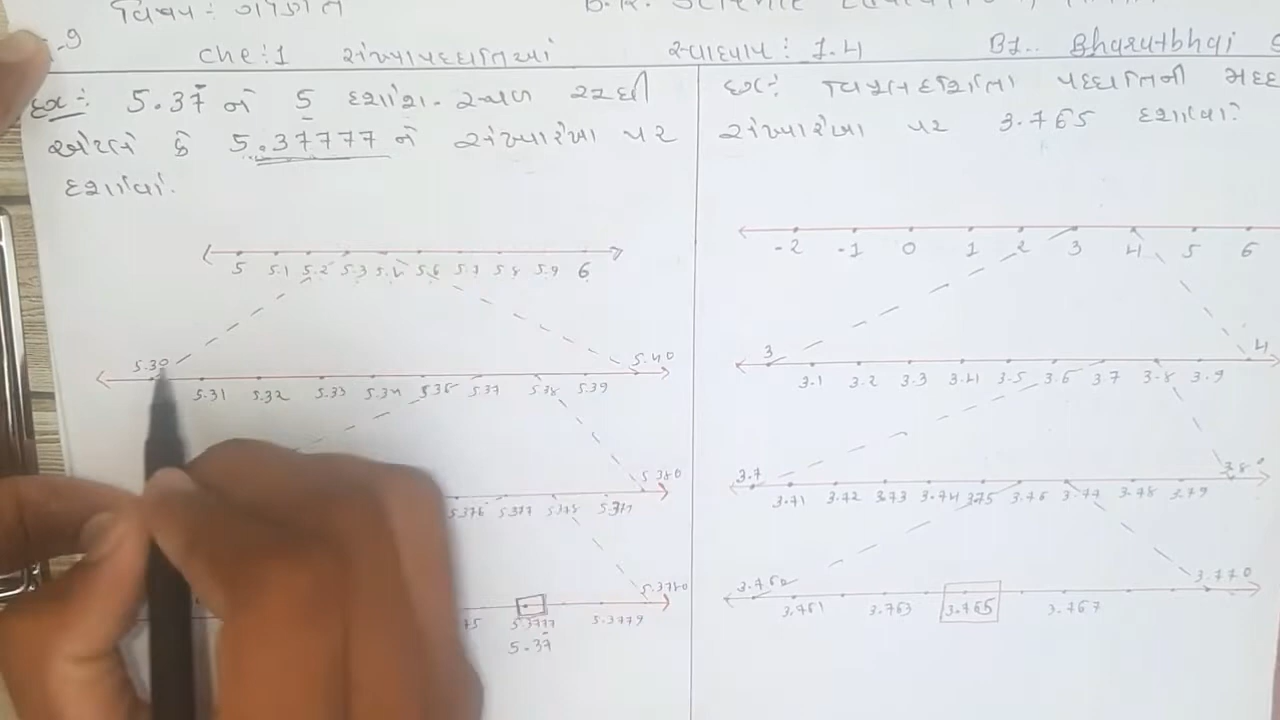 વિષય: ગણિત
-9
CHE:1 સંખ્યાપદ્ધતિઓ
સ્વાધ્યાય: 1.4
By.. Bharatbhai
5.37̄ ને 5 દશાંશ-સ્થળ સુધી
એટલે કે 5.37777 ને સંખ્યારેખા પર
દર્શાવો.
5 5.1 5.2 5.3 5.4 5.6 5.7 5.8 5.9 6
5.30 5.40
5.31 5.32 5.33 5.34 5.36 5.37 5.38 5.39
5.380
5.376 5.377 5.378 5.379
5.3780
75 5.3777 5.3779
5.37̄
પદ્ધતિની મદદ
સંખ્યારેખા પર 3.765 દર્શાવો.
-2 -1 0 1 2 3 4 5 6
3 4
3.1 3.2 3.3 3.4 3.5 3.6 3.7 3.8 3.9
3.7 3.80
3.71 3.72 3.73 3.74 3.75 3.76 3.77 3.78 3.79
3.760 3.770
3.761 3.763 3.765 3.767